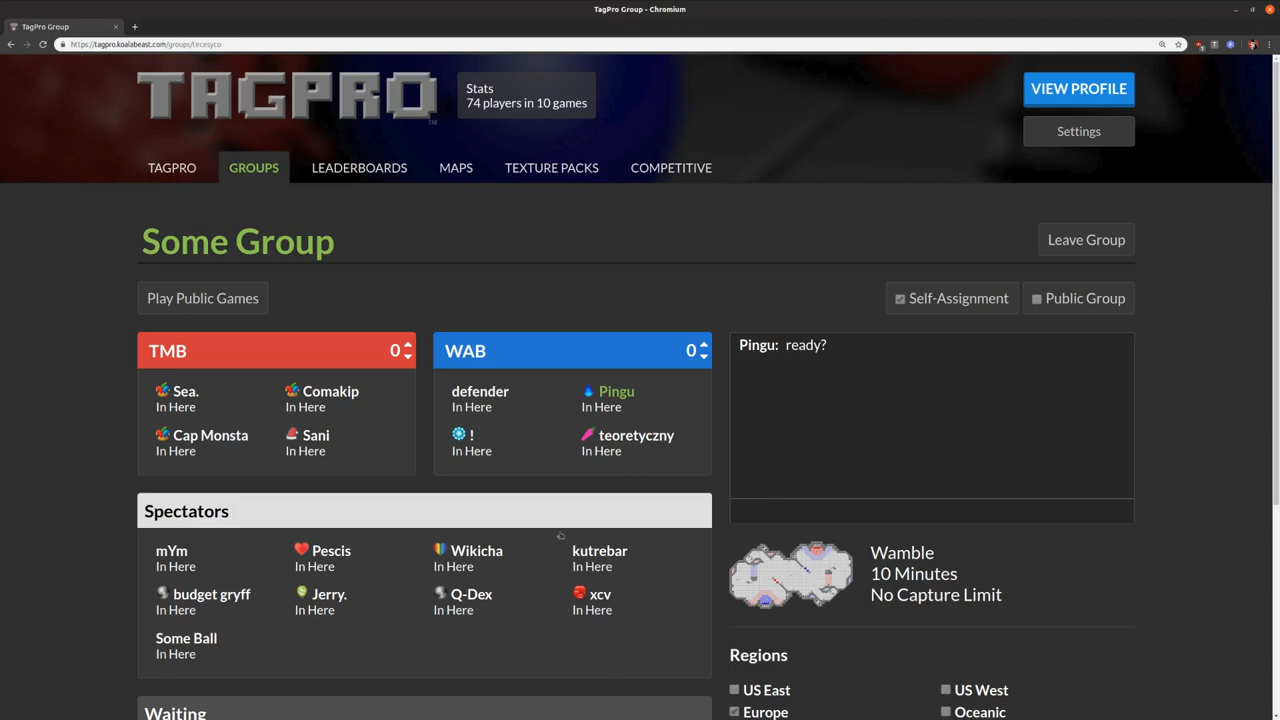 TagPro Group - Chromium
TagPro Group
https://tagpro.koalabeast.com/groups/tecesyco
TAGPRO
TM
Stats
74 players in 10 games
VIEW PROFILE
Settings
TAGPRO GROUPS LEADERBOARDS MAPS TEXTURE PACKS COMPETITIVE
Some Group
Leave Group
Play Public Games
Self-Assignment
Public Group
TMB 0
Sea. Comakip
In Here In Here
Cap Monsta Sani
In Here In Here
WAB 0
defender Pingu
In Here In Here
! teoretyczny
In Here In Here
Pingu: ready?
Spectators
mYm Pescis Wikicha kutrebar
In Here In Here In Here In Here
budget gryff Jerry. Q-Dex xcv
In Here In Here In Here In Here
Some Ball
In Here
Waiting
Wamble
10 Minutes
No Capture Limit
Regions
US East US West
Europe Oceanic